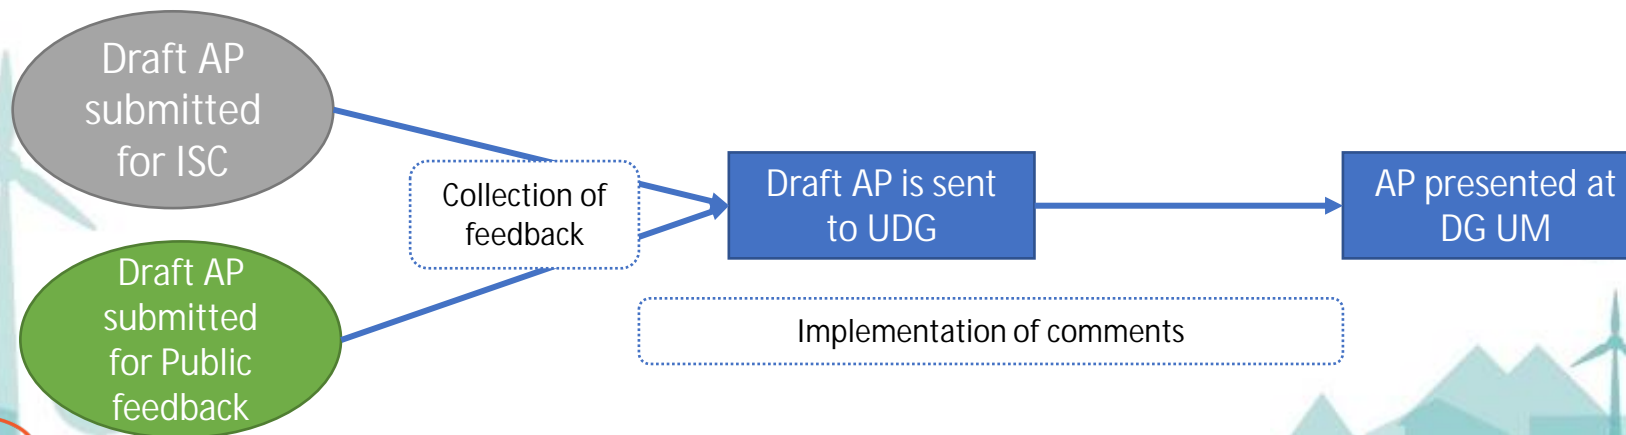 Draft AP
submitted
for ISC
Draft AP
submitted
for Public
feedback
Collection of
feedback
Draft AP is sent
to UDG
Implementation of comments
AP presented at
DG UM